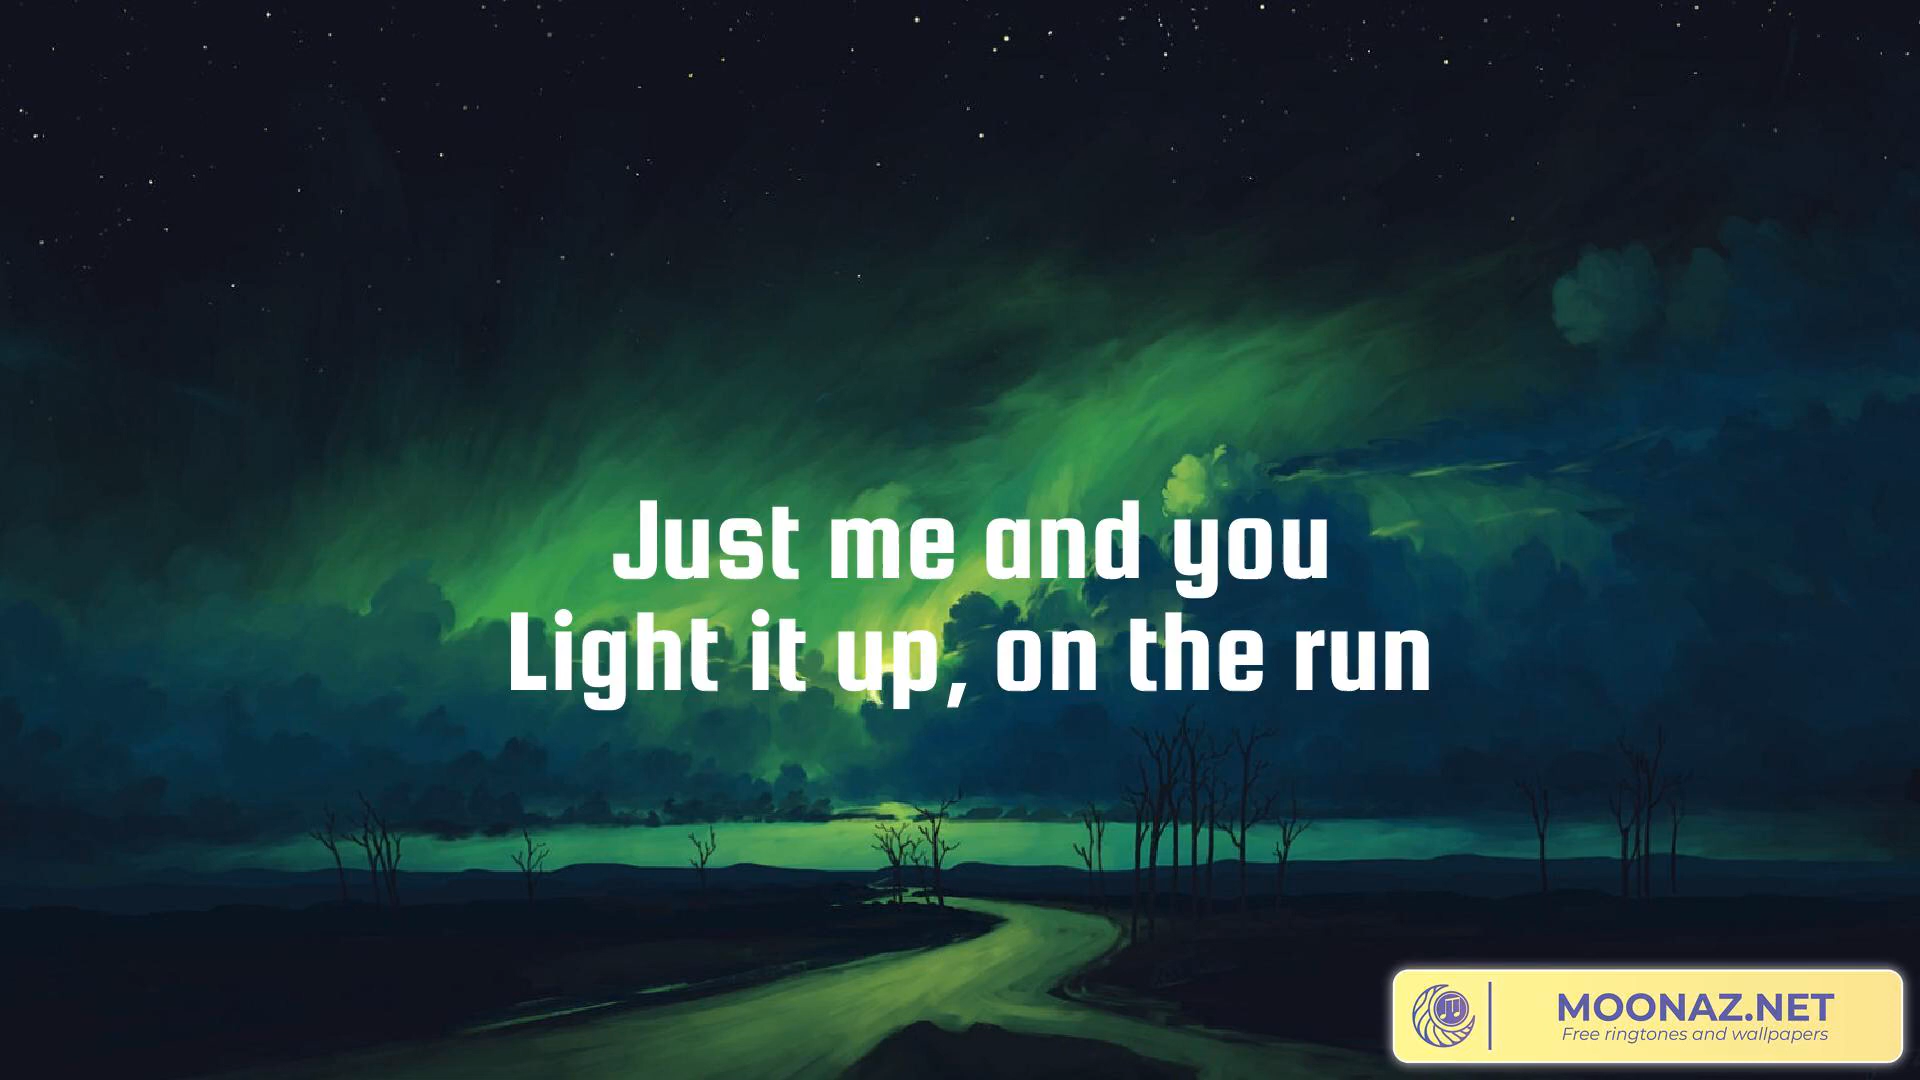 Just me and you
Light it up, on the run
MOONAZ.NET
Free ringtones and wallpapers